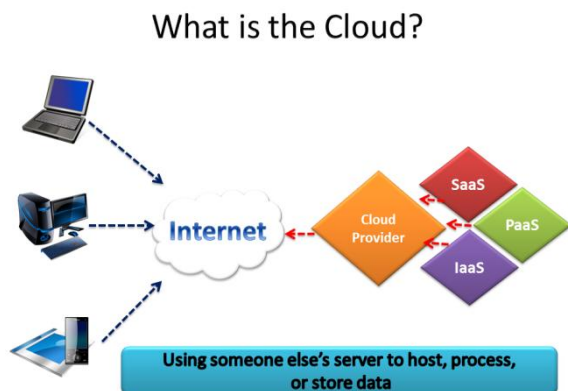 What is the Cloud?
SaaS
Internet
Cloud
Provider
PaaS
IaaS
Using someone else's server to host, process,
or store data